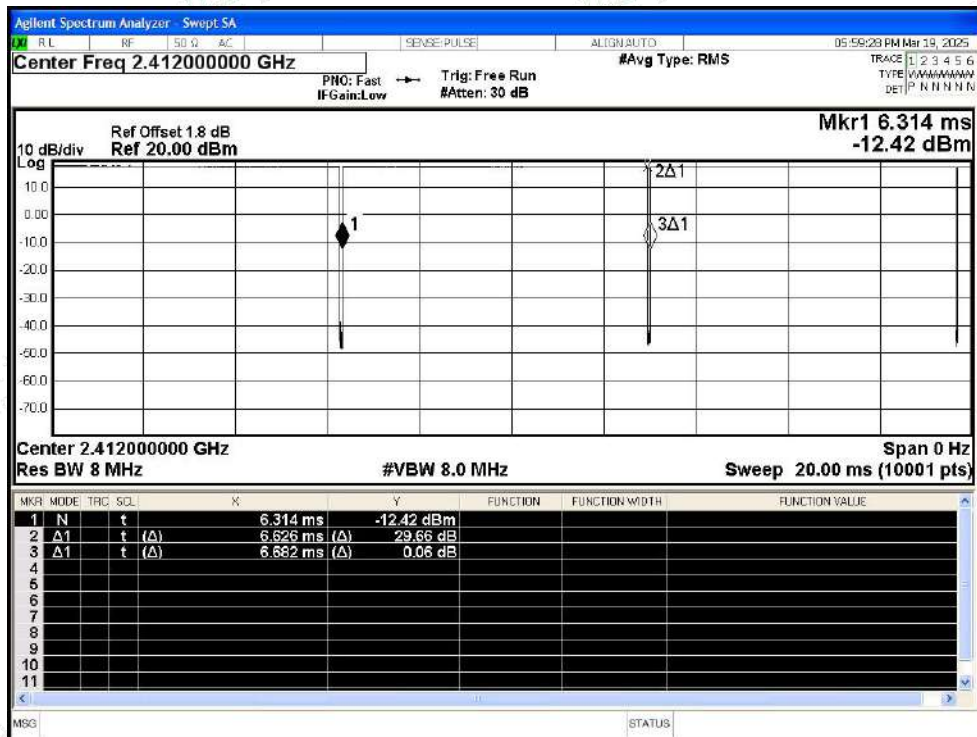 Agilent Spectrum Analyzer - Swept SA
LXI RL RF 50 Ω AC SENSE:PULSE ALIGN AUTO 05:59:28 PM Mar 19, 2025
Center Freq 2.412000000 GHz #Avg Type: RMS TRACE 1 2 3 4 5 6
PNO: Fast Trig: Free Run TYPE
IFGain:Low #Atten: 30 dB DET P N N N N N
Mkr1 6.314 ms
-12.42 dBm
Ref Offset 1.8 dB
10 dB/div Ref 20.00 dBm
Log
10.0
0.00
-10.0
-20.0
-30.0
-40.0
-50.0
-60.0
-70.0
2Δ1
1
3Δ1
Center 2.412000000 GHz Span 0 Hz
Res BW 8 MHz #VBW 8.0 MHz Sweep 20.00 ms (10001 pts)
MKR MODE TRC SCL X Y FUNCTION FUNCTION WIDTH FUNCTION VALUE
1 N t 6.314 ms -12.42 dBm
2 Δ1 t (Δ) 6.626 ms (Δ) 29.66 dB
3 Δ1 t (Δ) 6.682 ms (Δ) 0.06 dB
4
5
6
7
8
9
10
11
MSG STATUS